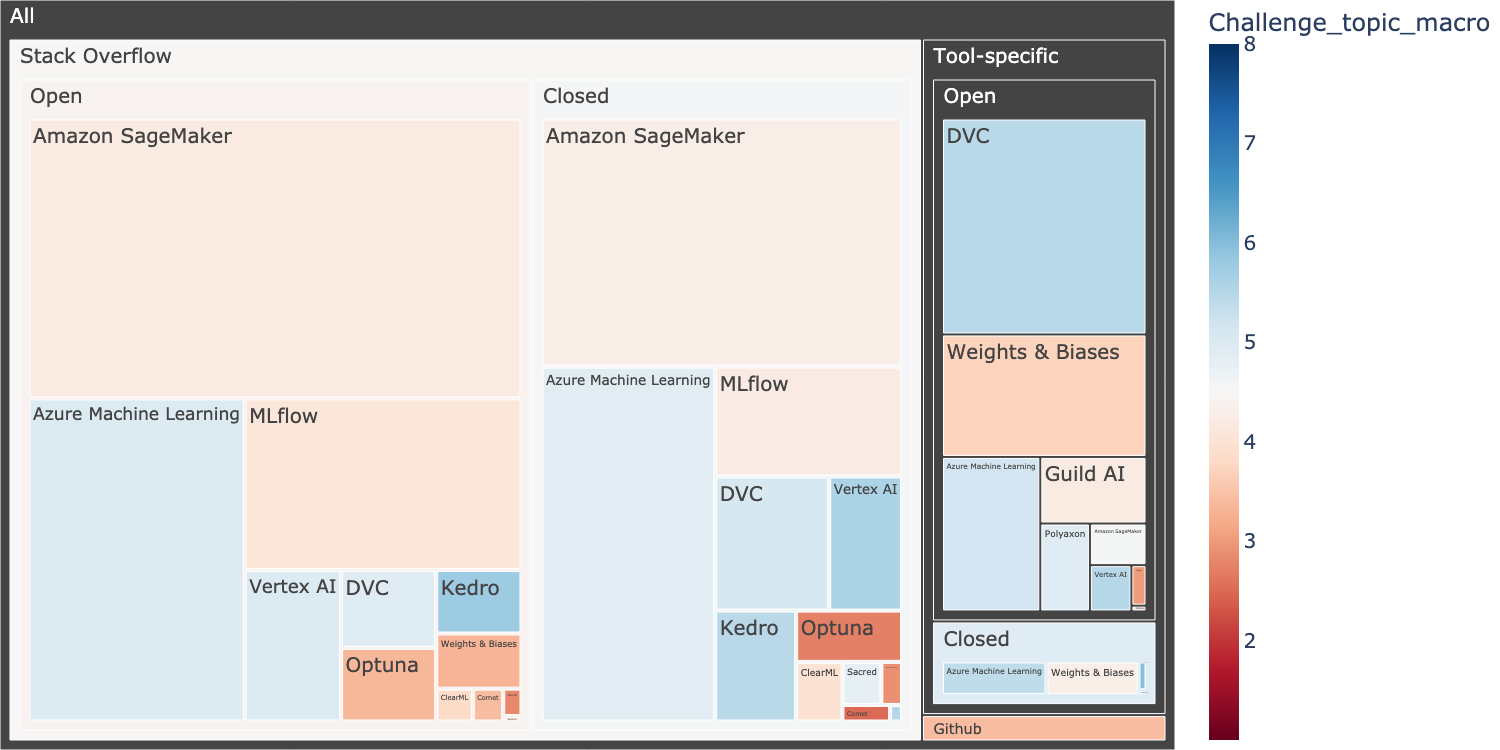 All
Stack Overflow
Open
Amazon SageMaker
Azure Machine Learning
MLflow
Vertex AI
DVC
Kedro
Optuna
Weights & Biases
ClearML
Comet
Closed
Amazon SageMaker
Azure Machine Learning
MLflow
DVC
Vertex AI
Kedro
Optuna
ClearML
Sacred
Comet
Tool-specific
Open
DVC
Weights & Biases
Azure Machine Learning
Guild AI
Polyaxon
Amazon SageMaker
Vertex AI
Closed
Azure Machine Learning
Weights & Biases
Github
Challenge_topic_macro
8
7
6
5
4
3
2